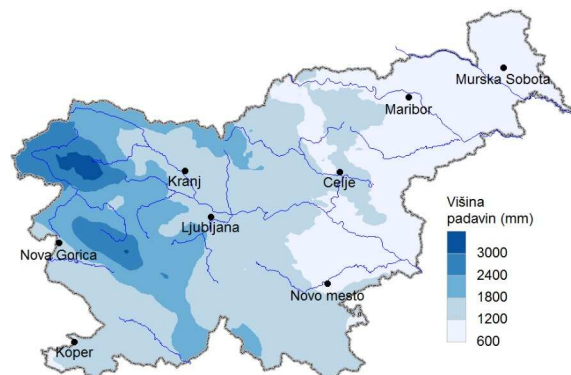 Murska Sobota
Maribor
Kranj
Celje
Ljubljana
Nova Gorica
Novo mesto
Koper
Višina
padavin (mm)
3000
2400
1800
1200
600